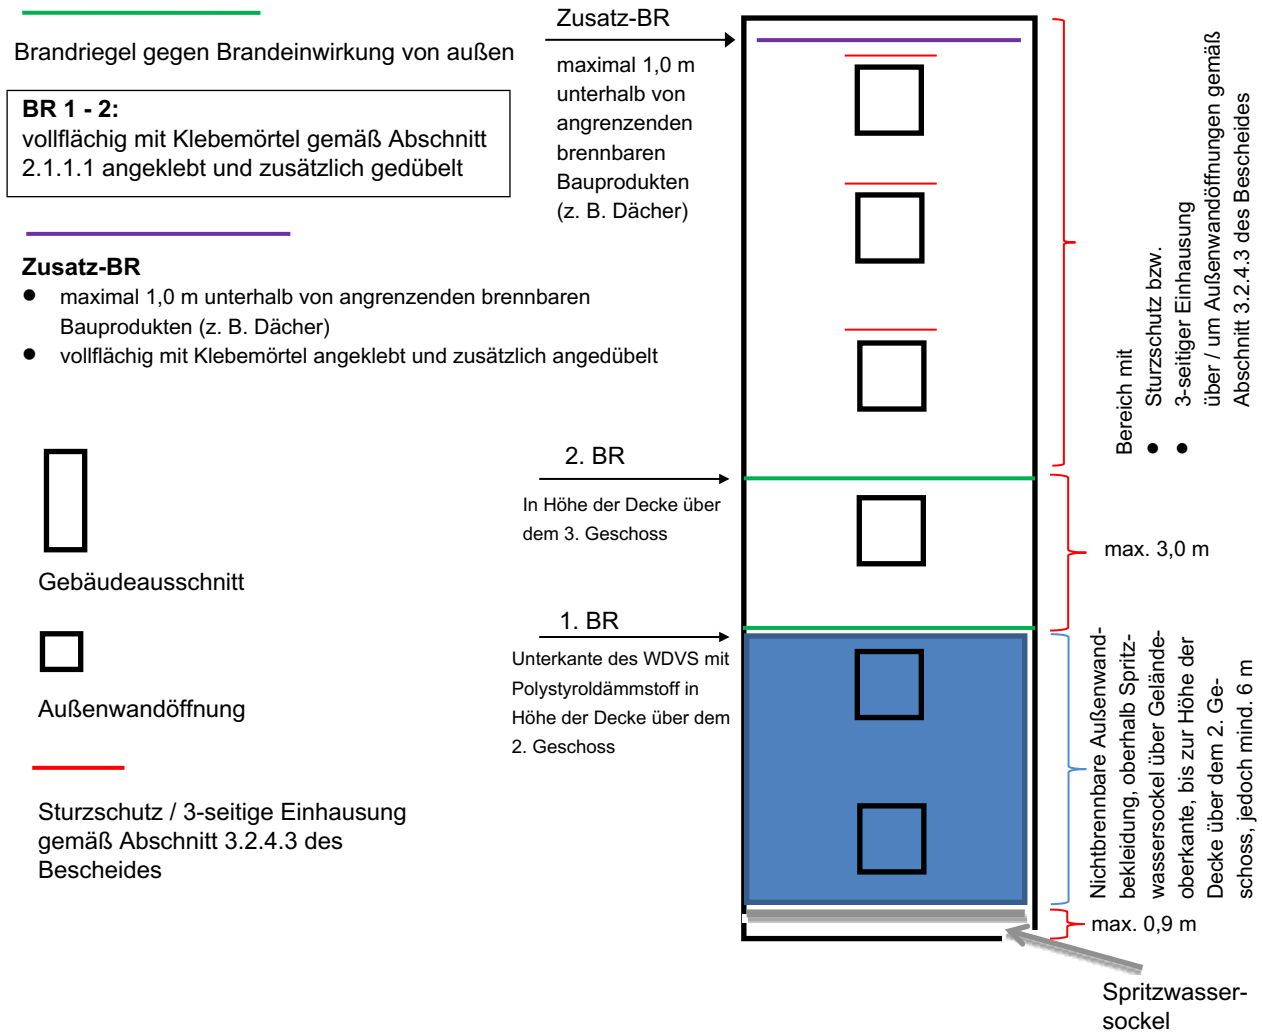 Brandriegel gegen Brandeinwirkung von außen
BR 1 - 2:
vollflächig mit Klebemörtel gemäß Abschnitt
2.1.1.1 angeklebt und zusätzlich gedübelt
Zusatz-BR
● maximal 1,0 m unterhalb von angrenzenden brennbaren
Bauprodukten (z. B. Dächer)
● vollflächig mit Klebemörtel angeklebt und zusätzlich angedübelt
Gebäudeausschnitt
Außenwandöffnung
Sturzschutz / 3-seitige Einhausung
gemäß Abschnitt 3.2.4.3 des
Bescheides
Zusatz-BR
maximal 1,0 m
unterhalb von
angrenzenden
brennbaren
Bauprodukten
(z. B. Dächer)
2. BR
In Höhe der Decke über
dem 3. Geschoss
1. BR
Unterkante des WDVS mit
Polystyroldämmstoff in
Höhe der Decke über dem
2. Geschoss
Bereich mit
● Sturzschutz bzw.
● 3-seitiger Einhausung
über / um Außenwandöffnungen gemäß
Abschnitt 3.2.4.3 des Bescheides
max. 3,0 m
Nichtbrennbare Außenwand-
bekleidung, oberhalb Spritz-
wassersockel über Gelände-
oberkante, bis zur Höhe der
Decke über dem 2. Ge-
schoss, jedoch mind. 6 m
max. 0,9 m
Spritzwasser-
sockel